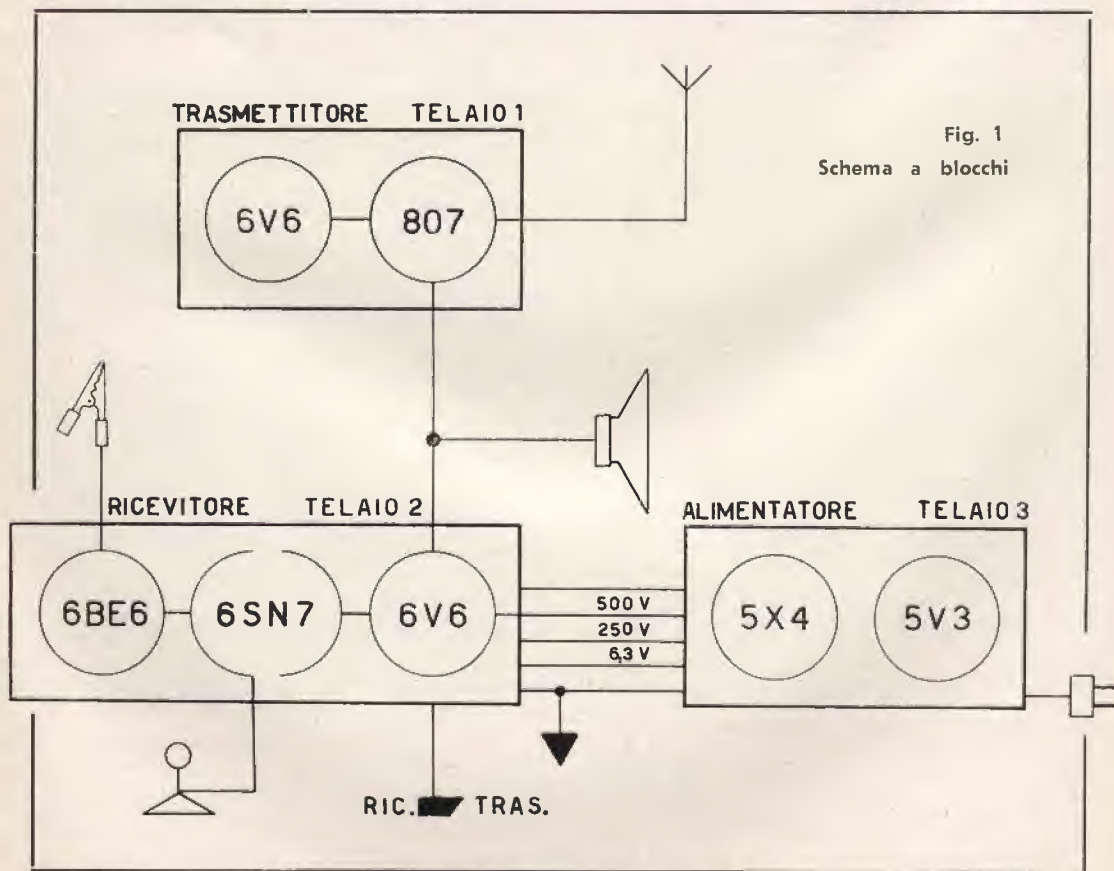 TRASMETTITORE TELAIO 1
Fig. 1
Schema a blocchi
6V6 807
RICEVITORE TELAIO 2
ALIMENTATORE TELAIO 3
6BE6 6SN7 6V6
500 V
250 V
6,3 V
5X4 5V3
RIC. TRAS.